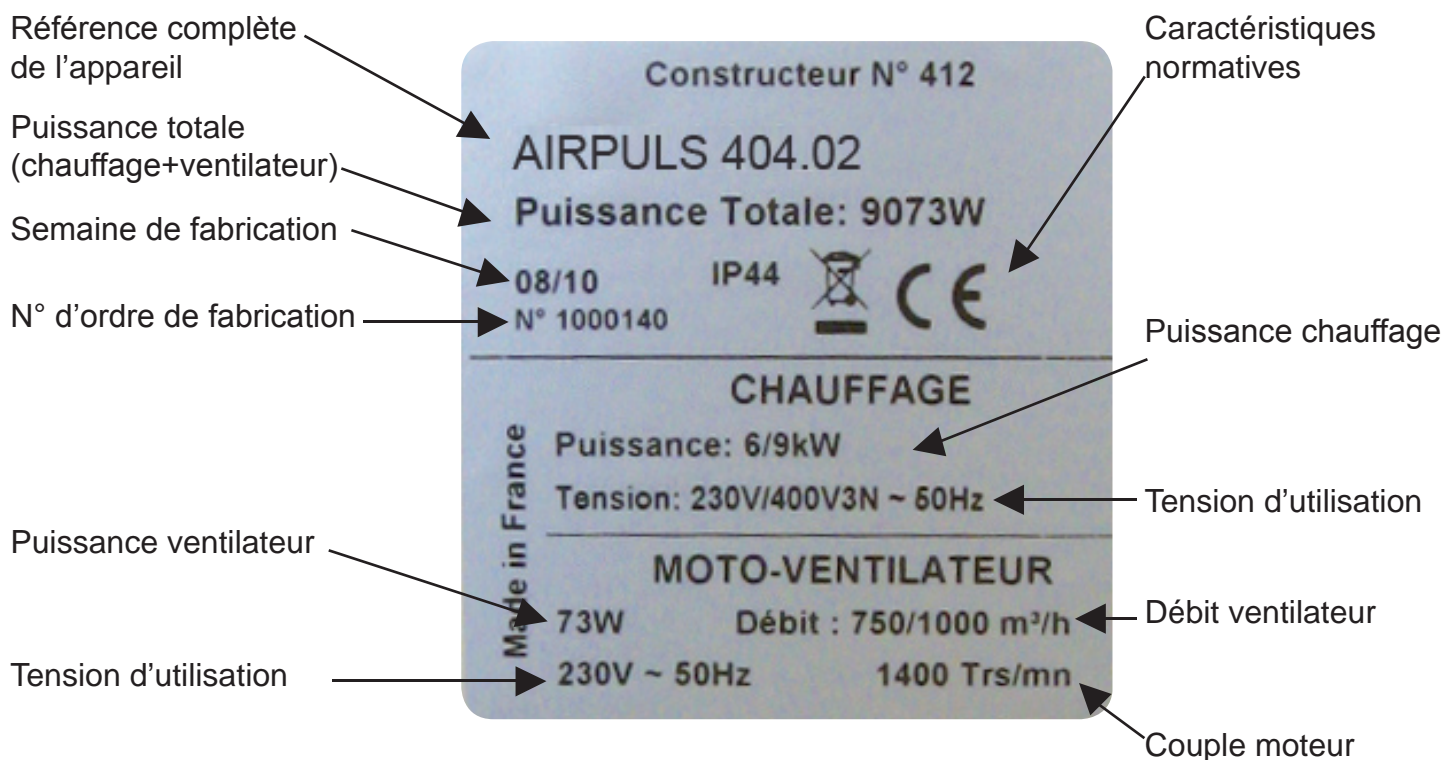 Référence complète
de l'appareil
Puissance totale
(chauffage+ventilateur)
Semaine de fabrication
N° d'ordre de fabrication
Puissance ventilateur
Tension d'utilisation
Constructeur N° 412
AIRPULS 404.02
Puissance Totale: 9073W
08/10 IP44 CE
N° 1000140
CHAUFFAGE
Puissance: 6/9kW
Tension: 230V/400V3N ~ 50Hz
Made in France
MOTO-VENTILATEUR
73W Débit : 750/1000 m³/h
230V ~ 50Hz 1400 Trs/mn
Caractéristiques
normatives
Puissance chauffage
Tension d'utilisation
Débit ventilateur
Couple moteur